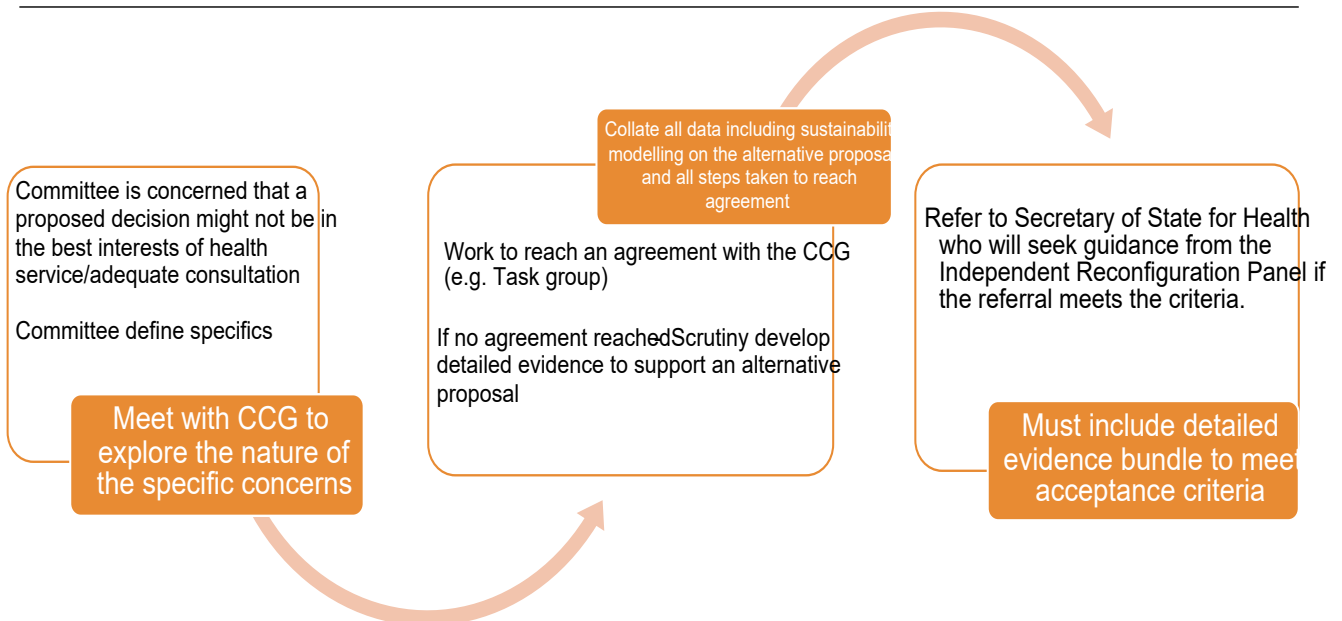 Committee is concerned that a
proposed decision might not be in
the best interests of health
service/adequate consultation
Committee define specifics
Meet with CCG to
explore the nature of
the specific concerns
Collate all data including sustainabilit
modelling on the alternative proposa
and all steps taken to reach
agreement
Work to reach an agreement with the CCG
(e.g. Task group)
If no agreement reached-Scrutiny develop
detailed evidence to support an alternative
proposal
Refer to Secretary of State for Health
who will seek guidance from the
Independent Reconfiguration Panel if
the referral meets the criteria.
Must include detailed
evidence bundle to meet
acceptance criteria